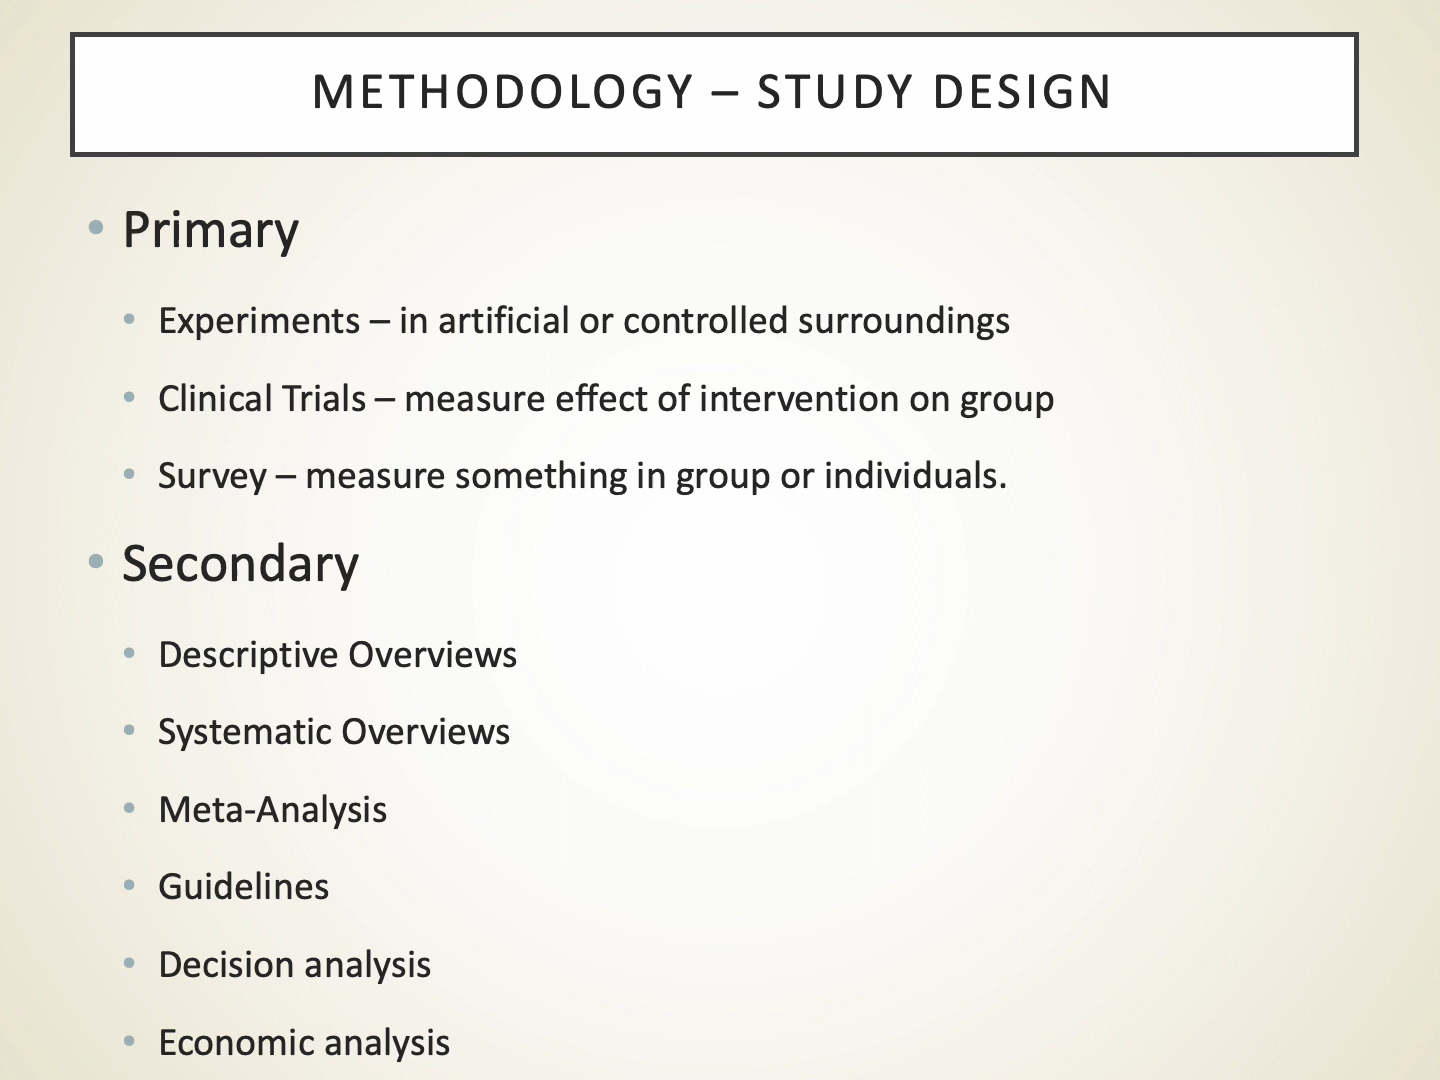 METHODOLOGY – STUDY DESIGN
• Primary
• Experiments – in artificial or controlled surroundings
• Clinical Trials – measure effect of intervention on group
• Survey – measure something in group or individuals.
• Secondary
• Descriptive Overviews
• Systematic Overviews
• Meta-Analysis
• Guidelines
• Decision analysis
• Economic analysis